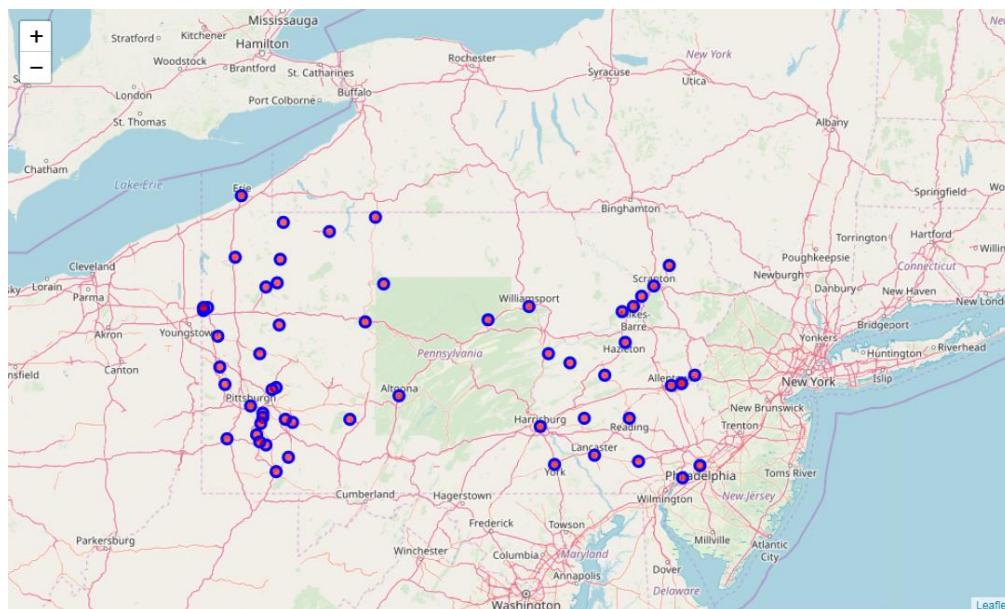 +
−
Mississauga
Stratford
Kitchener
Hamilton
Woodstock
Brantford
St. Catharines
London
Port Colborne
St. Thomas
Buffalo
Chatham
Rochester
Syracuse
Utica
New York
Albany
Lake Erie
Erie
Binghamton
Springfield
Torrington
Hartford
Poughkeepsie
Connecticut
Newburgh
Danbury
New Haven
New Lond
Bridgeport
Cleveland
Lorain
Parma
Akron
Youngstown
Canton
Williamsport
Scranton
Hazleton
Pennsylvania
Altoona
Pittsburgh
Allen
Yonkers
Huntington
Riverhead
New York
Islip
New Brunswick
Harrisburg
Reading
Trenton
Lancaster
York
Philadelphia
Toms River
New Jersey
Wilmington
Cumberland
Hagerstown
Parkersburg
Frederick
Towson
Millville
Atlantic
City
Winchester
Columbia
Maryland
Dover
Annapolis
Delaware
Washington
Leafle